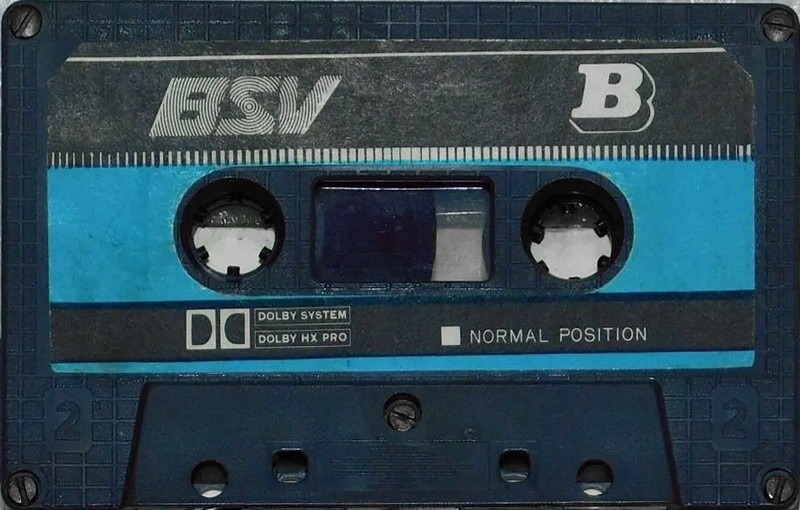 BSV
B
DOLBY SYSTEM
DOLBY HX PRO
NORMAL POSITION
2
2